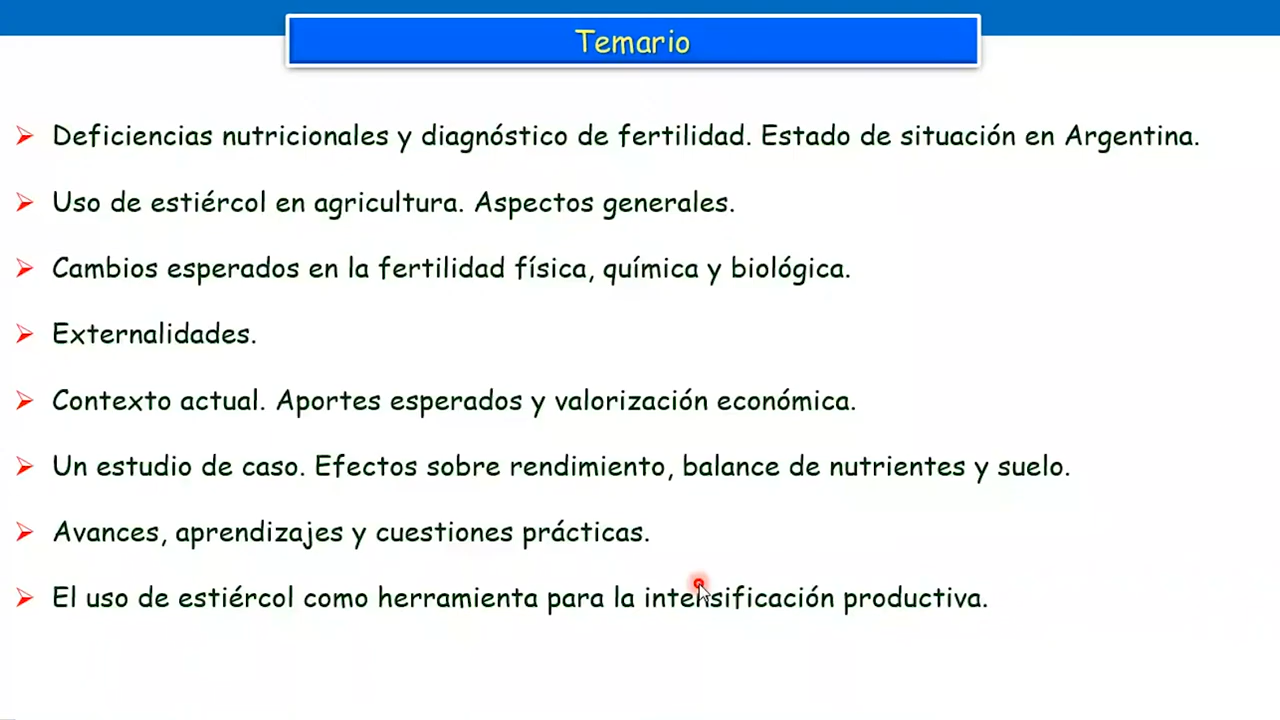 Temario
Deficiencias nutricionales y diagnóstico de fertilidad. Estado de situación en Argentina.
Uso de estiércol en agricultura. Aspectos generales.
Cambios esperados en la fertilidad física, química y biológica.
Externalidades.
Contexto actual. Aportes esperados y valorización económica.
Un estudio de caso. Efectos sobre rendimiento, balance de nutrientes y suelo.
Avances, aprendizajes y cuestiones prácticas.
El uso de estiércol como herramienta para la intensificación productiva.